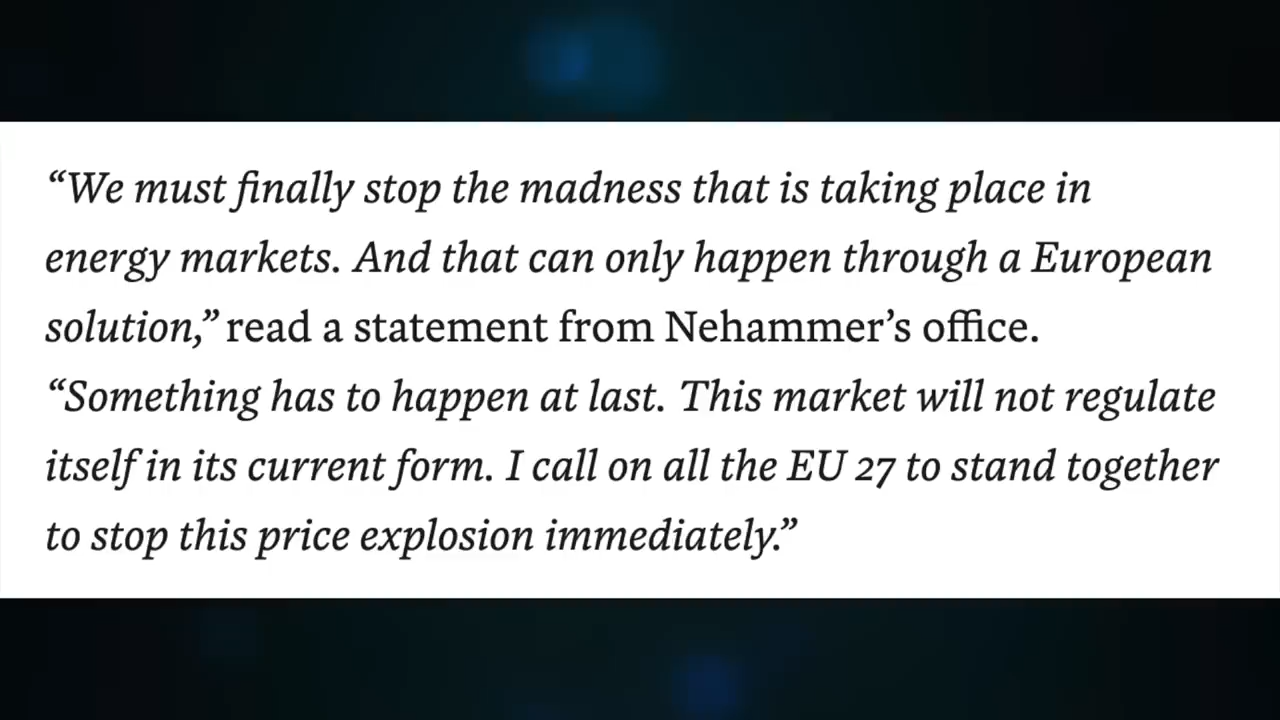 “We must finally stop the madness that is taking place in
energy markets. And that can only happen through a European
solution,” read a statement from Nehammer’s office.
“Something has to happen at last. This market will not regulate
itself in its current form. I call on all the EU 27 to stand together
to stop this price explosion immediately.”